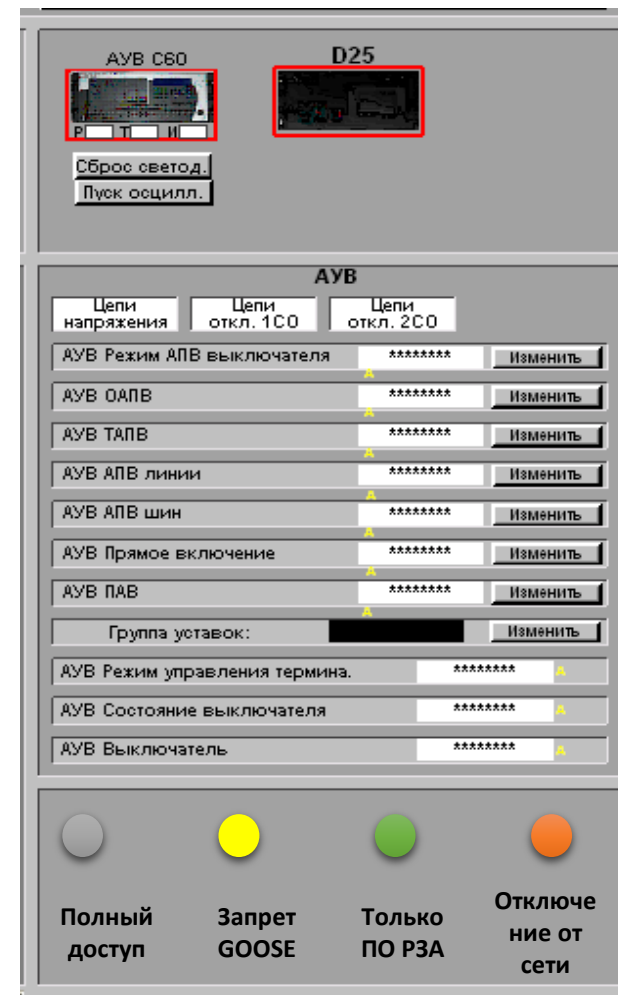 АУВ C60
D25
Р Т И
Сброс светод.
Пуск осцилл.
АУВ
Цепи напряжения
Цепи откл. 1СО
Цепи откл. 2СО
АУВ Режим АПВ выключателя ******** Изменить
А
АУВ ОАПВ ******** Изменить
А
АУВ ТАПВ ******** Изменить
А
АУВ АПВ линии ******** Изменить
А
АУВ АПВ шин ******** Изменить
А
АУВ Прямое включение ******** Изменить
А
АУВ ПАВ ******** Изменить
А
Группа уставок: Изменить
АУВ Режим управления термина. ******** А
АУВ Состояние выключателя ******** А
АУВ Выключатель ******** А
Полный
доступ
Запрет
GOOSE
Только
ПО РЗА
Отключе
ние от
сети